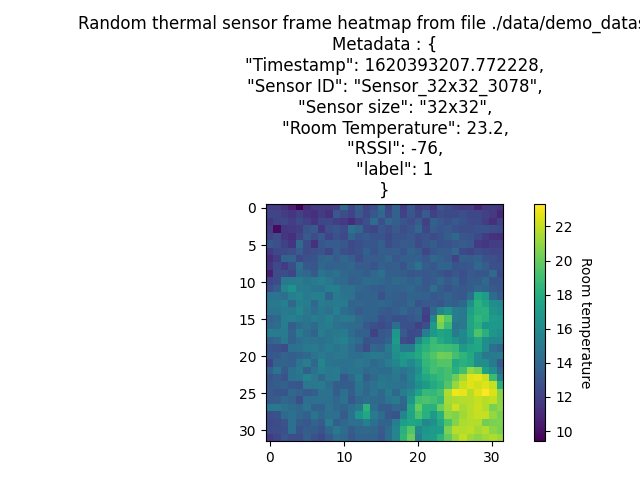 Random thermal sensor frame heatmap from file ./data/demo_datas
Metadata : {
"Timestamp": 1620393207.772228,
"Sensor ID": "Sensor_32x32_3078",
"Sensor size": "32x32",
"Room Temperature": 23.2,
"RSSI": -76,
"label": 1
}
0
5
10
15
20
25
30
0 10 20 30
22
20
18
16
14
12
10
Room temperature